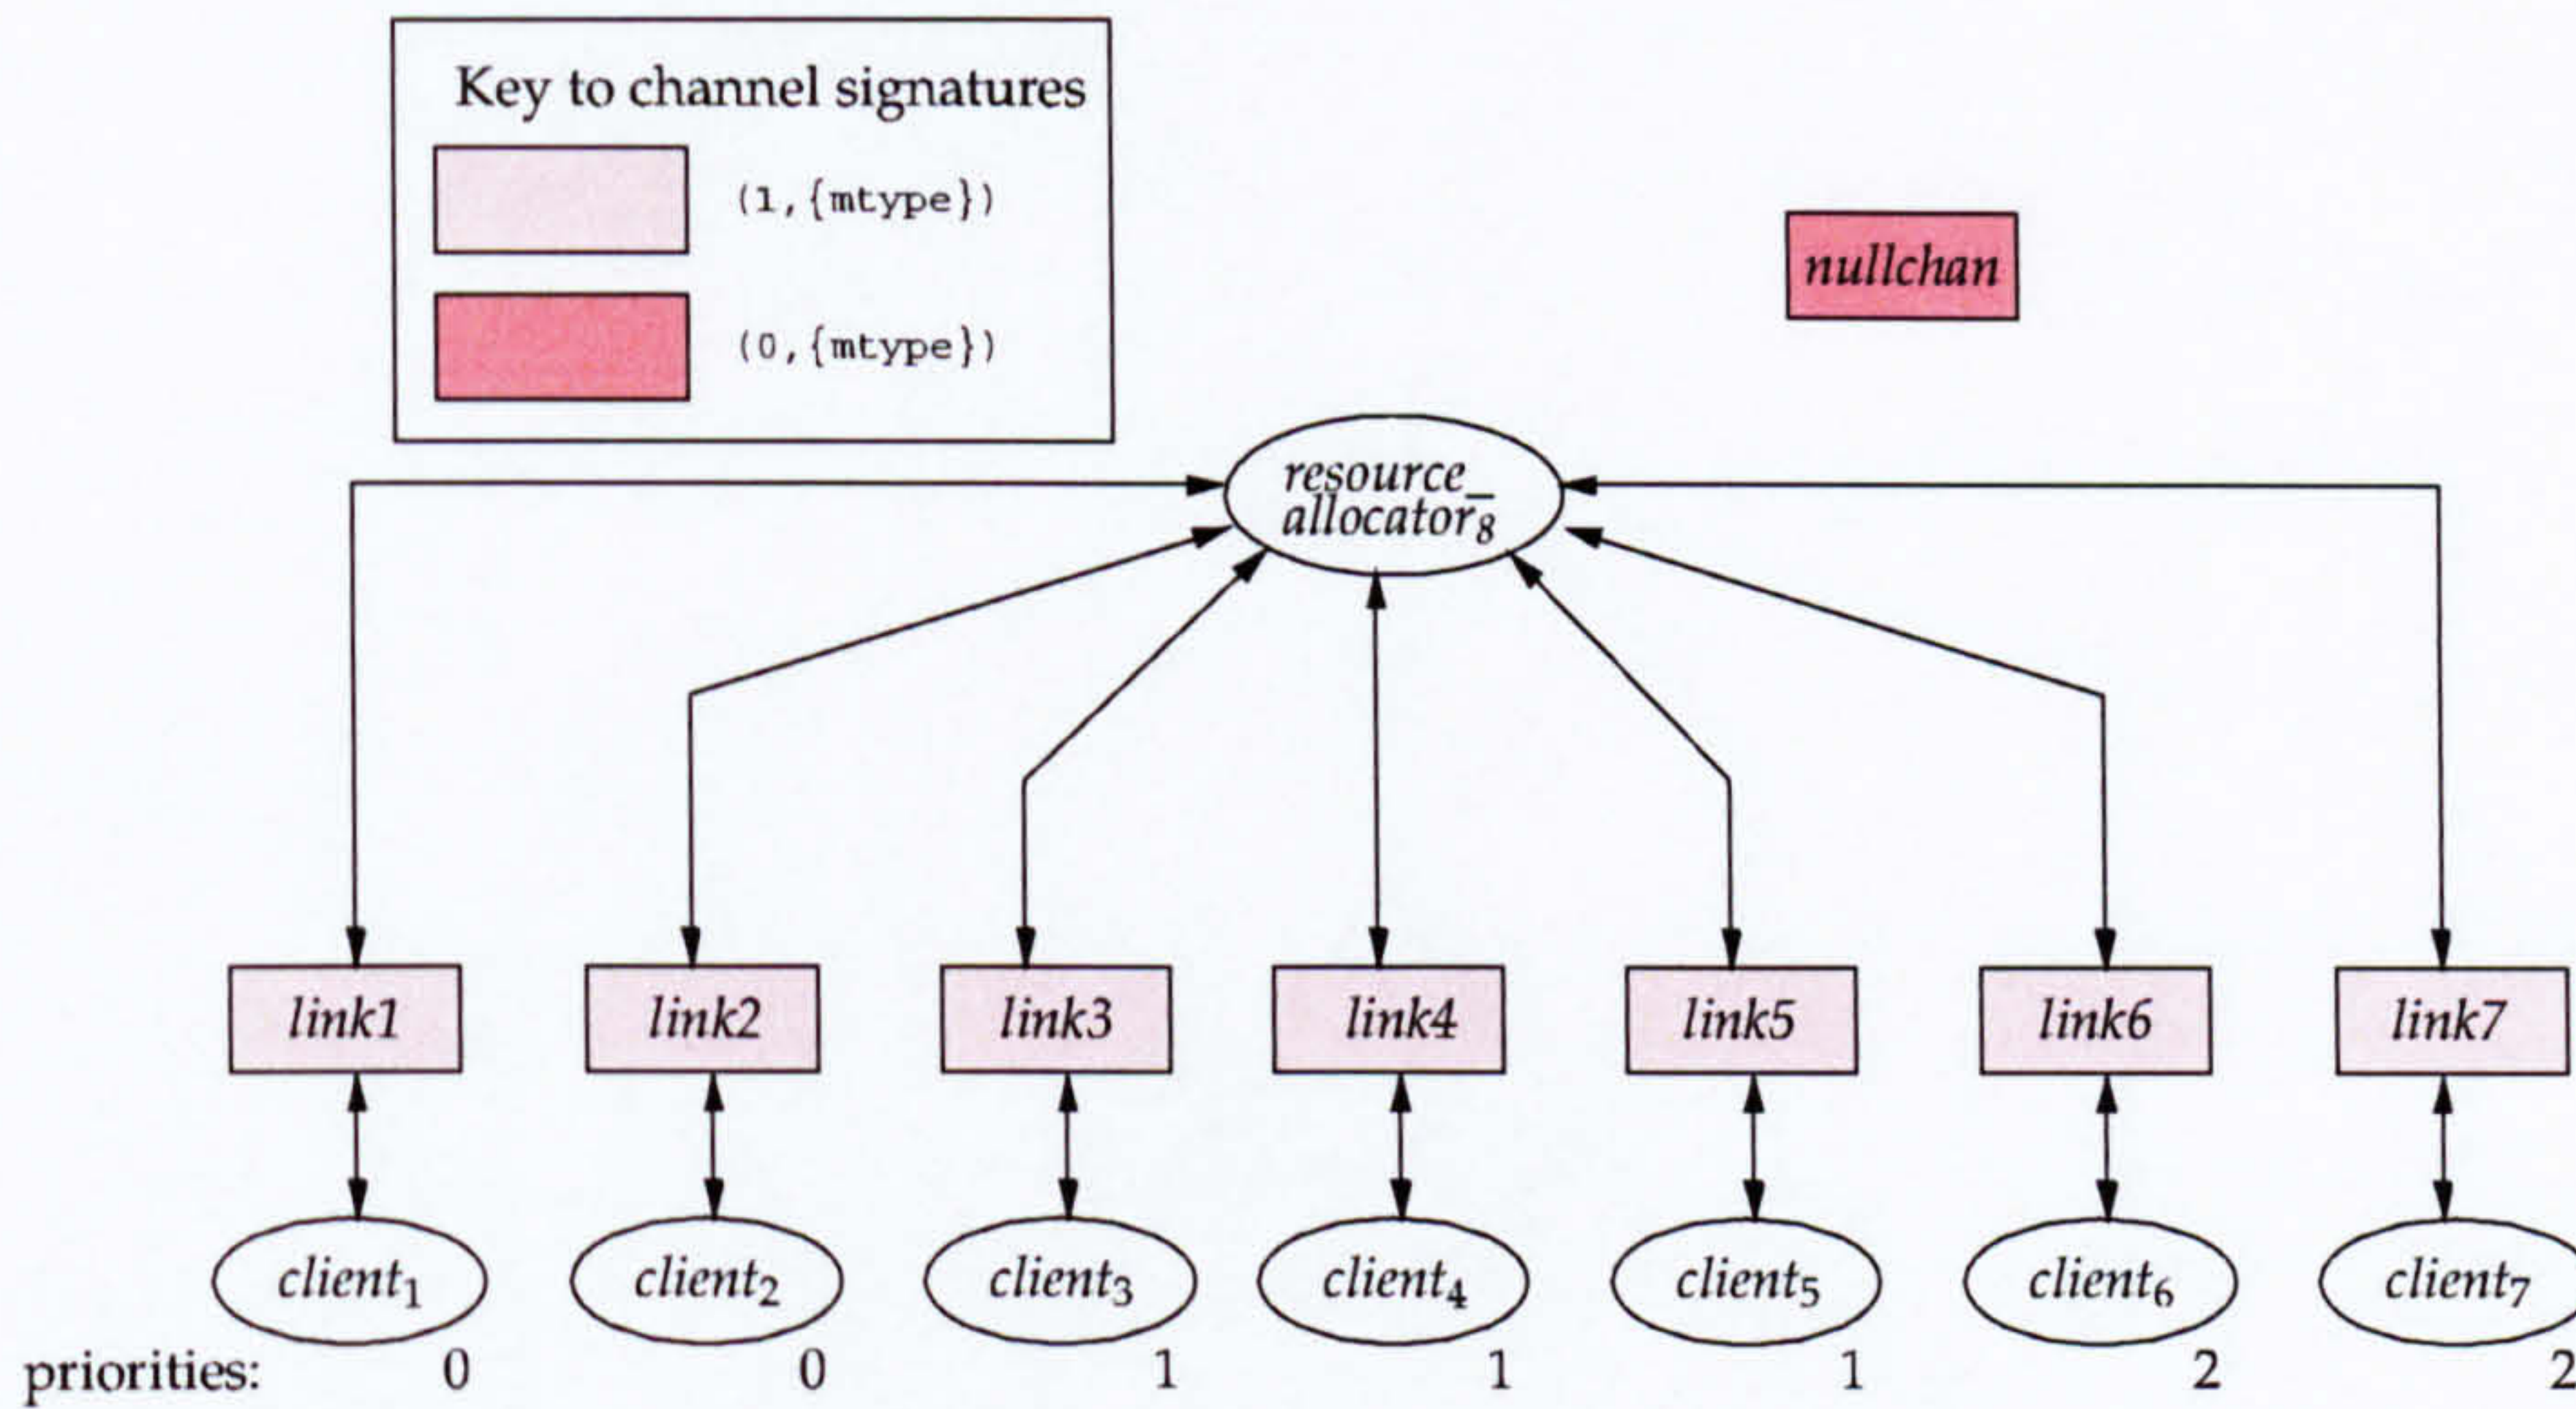 Key to channel signatures
(1,{mtype})
(0,{mtype})
nullchan
resource_
allocator8
link1 link2 link3 link4 link5 link6 link7
client1 client2 client3 client4 client5 client6 client7
priorities: 0 0 1 1 1 2 2